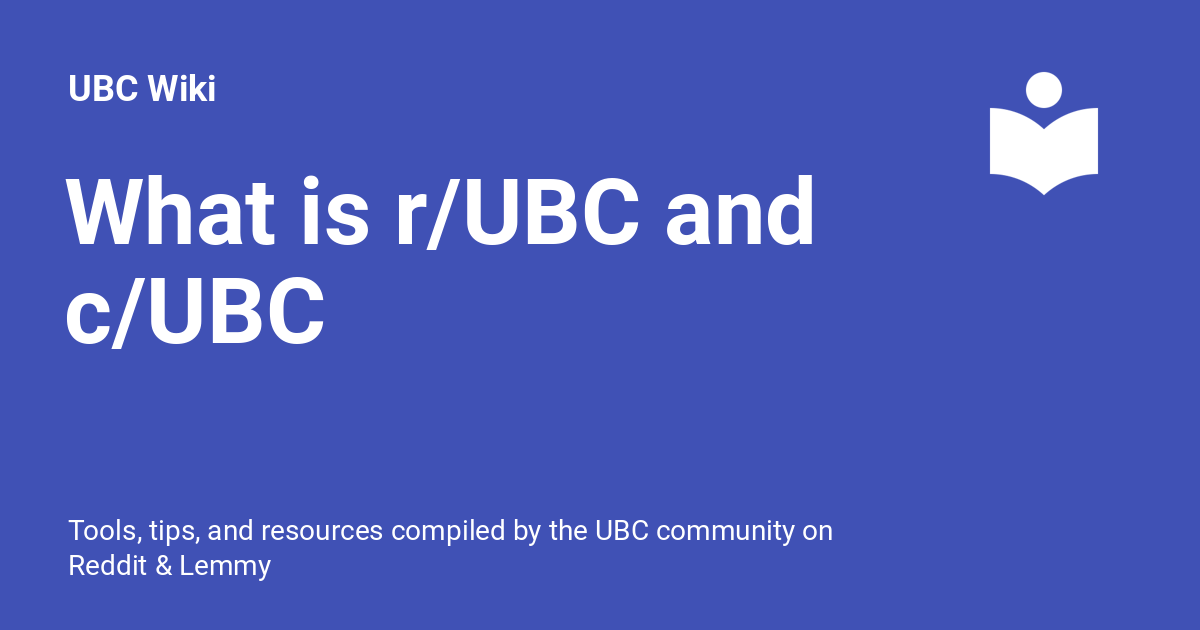 UBC Wiki
What is r/UBC and
c/UBC
Tools, tips, and resources compiled by the UBC community on
Reddit & Lemmy